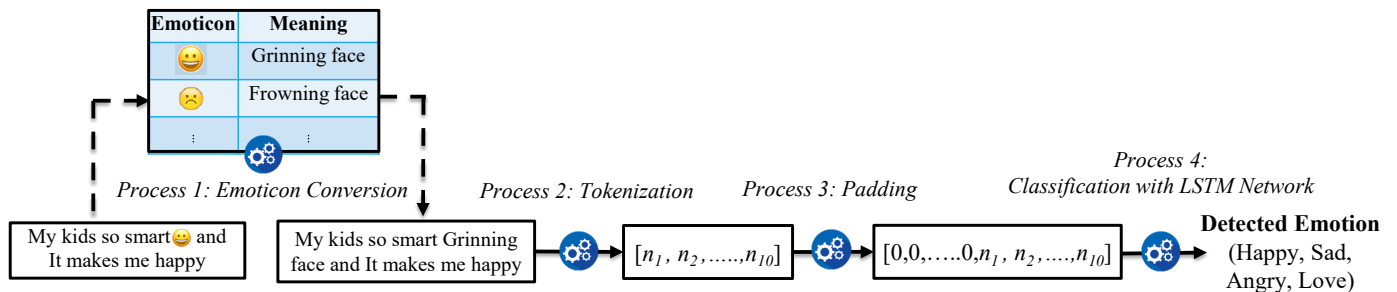 Emoticon Meaning
😀 Grinning face
☹ Frowning face
⋮ ⋮
Process 1: Emoticon Conversion
Process 2: Tokenization
Process 3: Padding
Process 4:
Classification with LSTM Network
My kids so smart😀 and
It makes me happy
My kids so smart Grinning
face and It makes me happy
[n₁, n₂,.....,n₁₀]
[0,0,.....0,n₁, n₂,....,n₁₀]
Detected Emotion
(Happy, Sad,
Angry, Love)